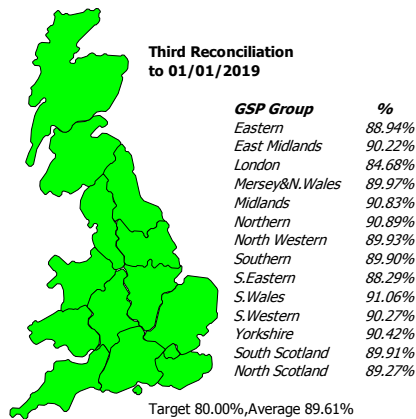 Third Reconciliation
to 01/01/2019
GSP Group %
Eastern 88.94%
East Midlands 90.22%
London 84.68%
Mersey&N.Wales 89.97%
Midlands 90.83%
Northern 90.89%
North Western 89.93%
Southern 89.90%
S.Eastern 88.29%
S.Wales 91.06%
S.Western 90.27%
Yorkshire 90.42%
South Scotland 89.91%
North Scotland 89.27%
Target 80.00%,Average 89.61%